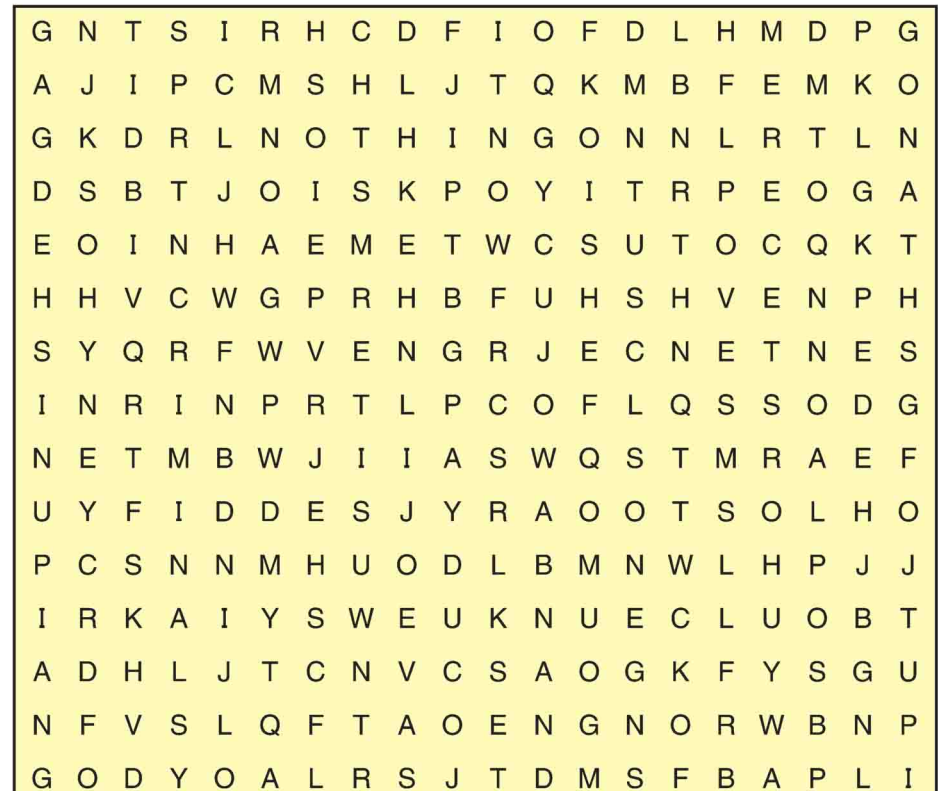 G N T S I R H C D F I O F D L H M D P G
A J I P C M S H L J T Q K M B F E M K O
G K D R L N O T H I N G O N N L R T L N
D S B T J O I S K P O Y I T R P E O G A
E O I N H A E M E T W C S U T O C Q K T
H H V C W G P R H B F U H S H V E N P H
S Y Q R F W V E N G R J E C N E T N E S
I N R I N P R T L P C O F L Q S S O D G
N E T M B W J I I A S W Q S T M R A E F
U Y F I D D E S J Y R A O O T S O L H O
P C S N N M H U O D L B M N W L H P J J
I R K A I Y S W E U K N U E C L U O B T
A D H L J T C N V C S A O G K F Y S G U
N F V S L Q F T A O E N G N O R W B N P
G O D Y O A L R S J T D M S F B A P L I